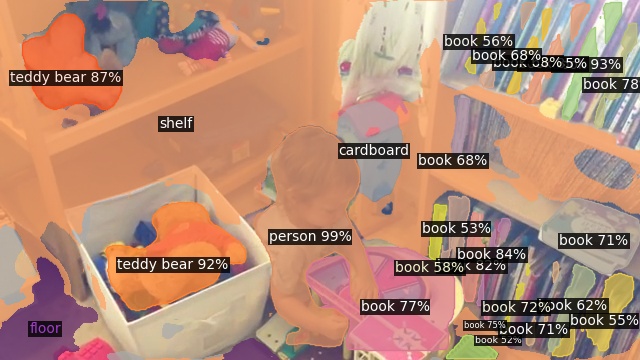 book 56%
book 68%
68%
5% 93%
teddy bear 87%
book 78
shelf
cardboard
book 68%
book 53%
person 99%
book 71%
book 84%
teddy bear 92%
book 58%
82%
book 77%
book 72%
book 62%
book 55%
floor
book 75%
book 71%
book 52%